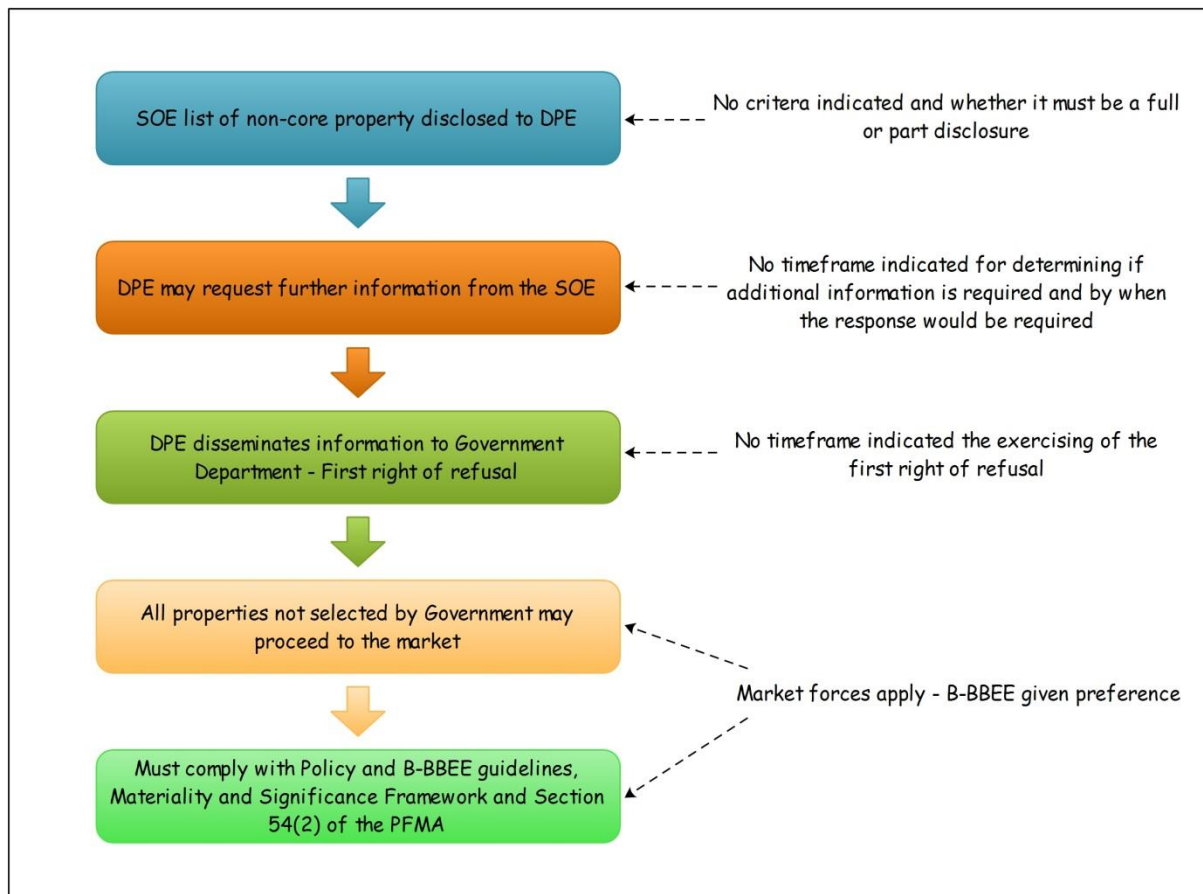 SOE list of non-core property disclosed to DPE
No critera indicated and whether it must be a full
or part disclosure
DPE may request further information from the SOE
No timeframe indicated for determining if
additional information is required and by when
the response would be required
DPE disseminates information to Government
Department - First right of refusal
No timeframe indicated the exercising of the
first right of refusal
All properties not selected by Government may
proceed to the market
Market forces apply - B-BBEE given preference
Must comply with Policy and B-BBEE guidelines,
Materiality and Significance Framework and Section
54(2) of the PFMA